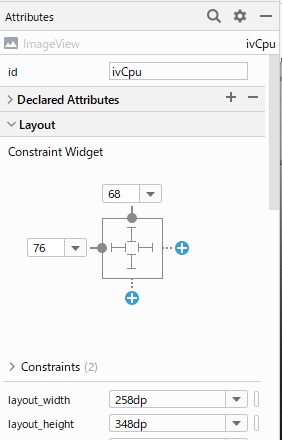 Attributes
ImageView ivCpu
id ivCpu
Declared Attributes
Layout
Constraint Widget
68
76
Constraints (2)
layout_width 258dp
layout_height 348dp